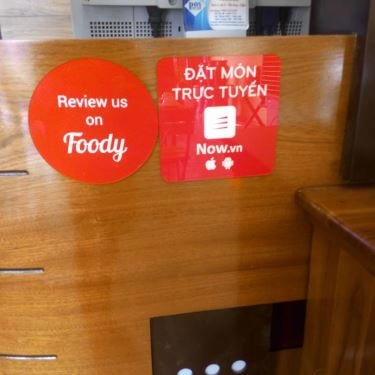 Review us
on
Foody
ĐẶT MÓN
TRỰC TUYẾN
Now.vn